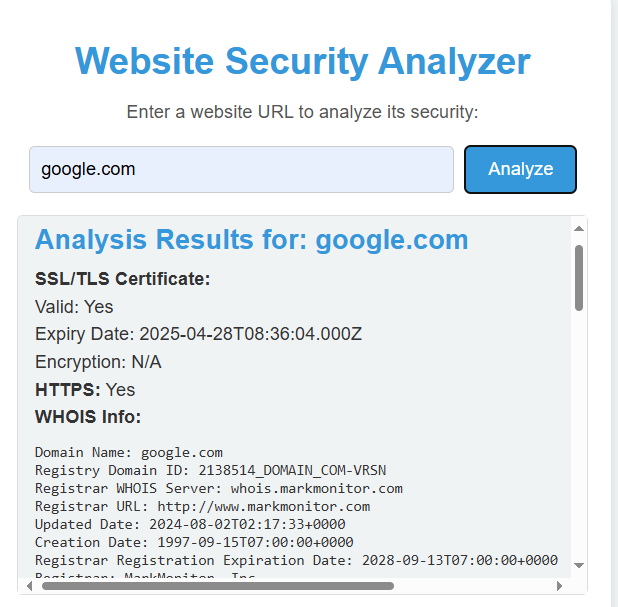 Website Security Analyzer
Enter a website URL to analyze its security:
google.com
Analyze
Analysis Results for: google.com
SSL/TLS Certificate:
Valid: Yes
Expiry Date: 2025-04-28T08:36:04.000Z
Encryption: N/A
HTTPS: Yes
WHOIS Info:
Domain Name: google.com
Registry Domain ID: 2138514_DOMAIN_COM-VRSN
Registrar WHOIS Server: whois.markmonitor.com
Registrar URL: http://www.markmonitor.com
Updated Date: 2024-08-02T02:17:33+0000
Creation Date: 1997-09-15T07:00:00+0000
Registrar Registration Expiration Date: 2028-09-13T07:00:00+0000
Registrar: MarkMonitor, Inc.